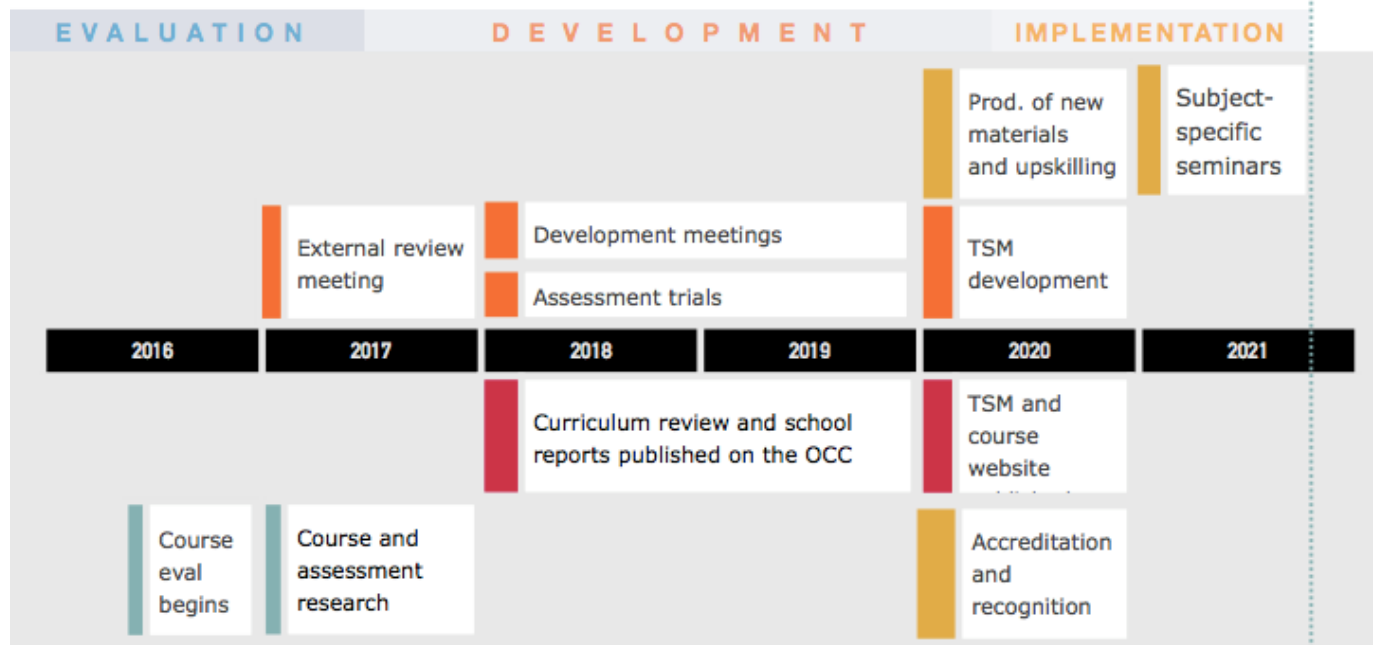 EVALUATION
DEVELOPMENT
IMPLEMENTATION
Prod. of new
materials
and upskilling
Subject-
specific
seminars
External review
meeting
Development meetings
Assessment trials
TSM
development
2016
2017
2018
2019
2020
2021
Curriculum review and school
reports published on the OCC
TSM and
course
website
Course
eval
begins
Course and
assessment
research
Accreditation
and
recognition